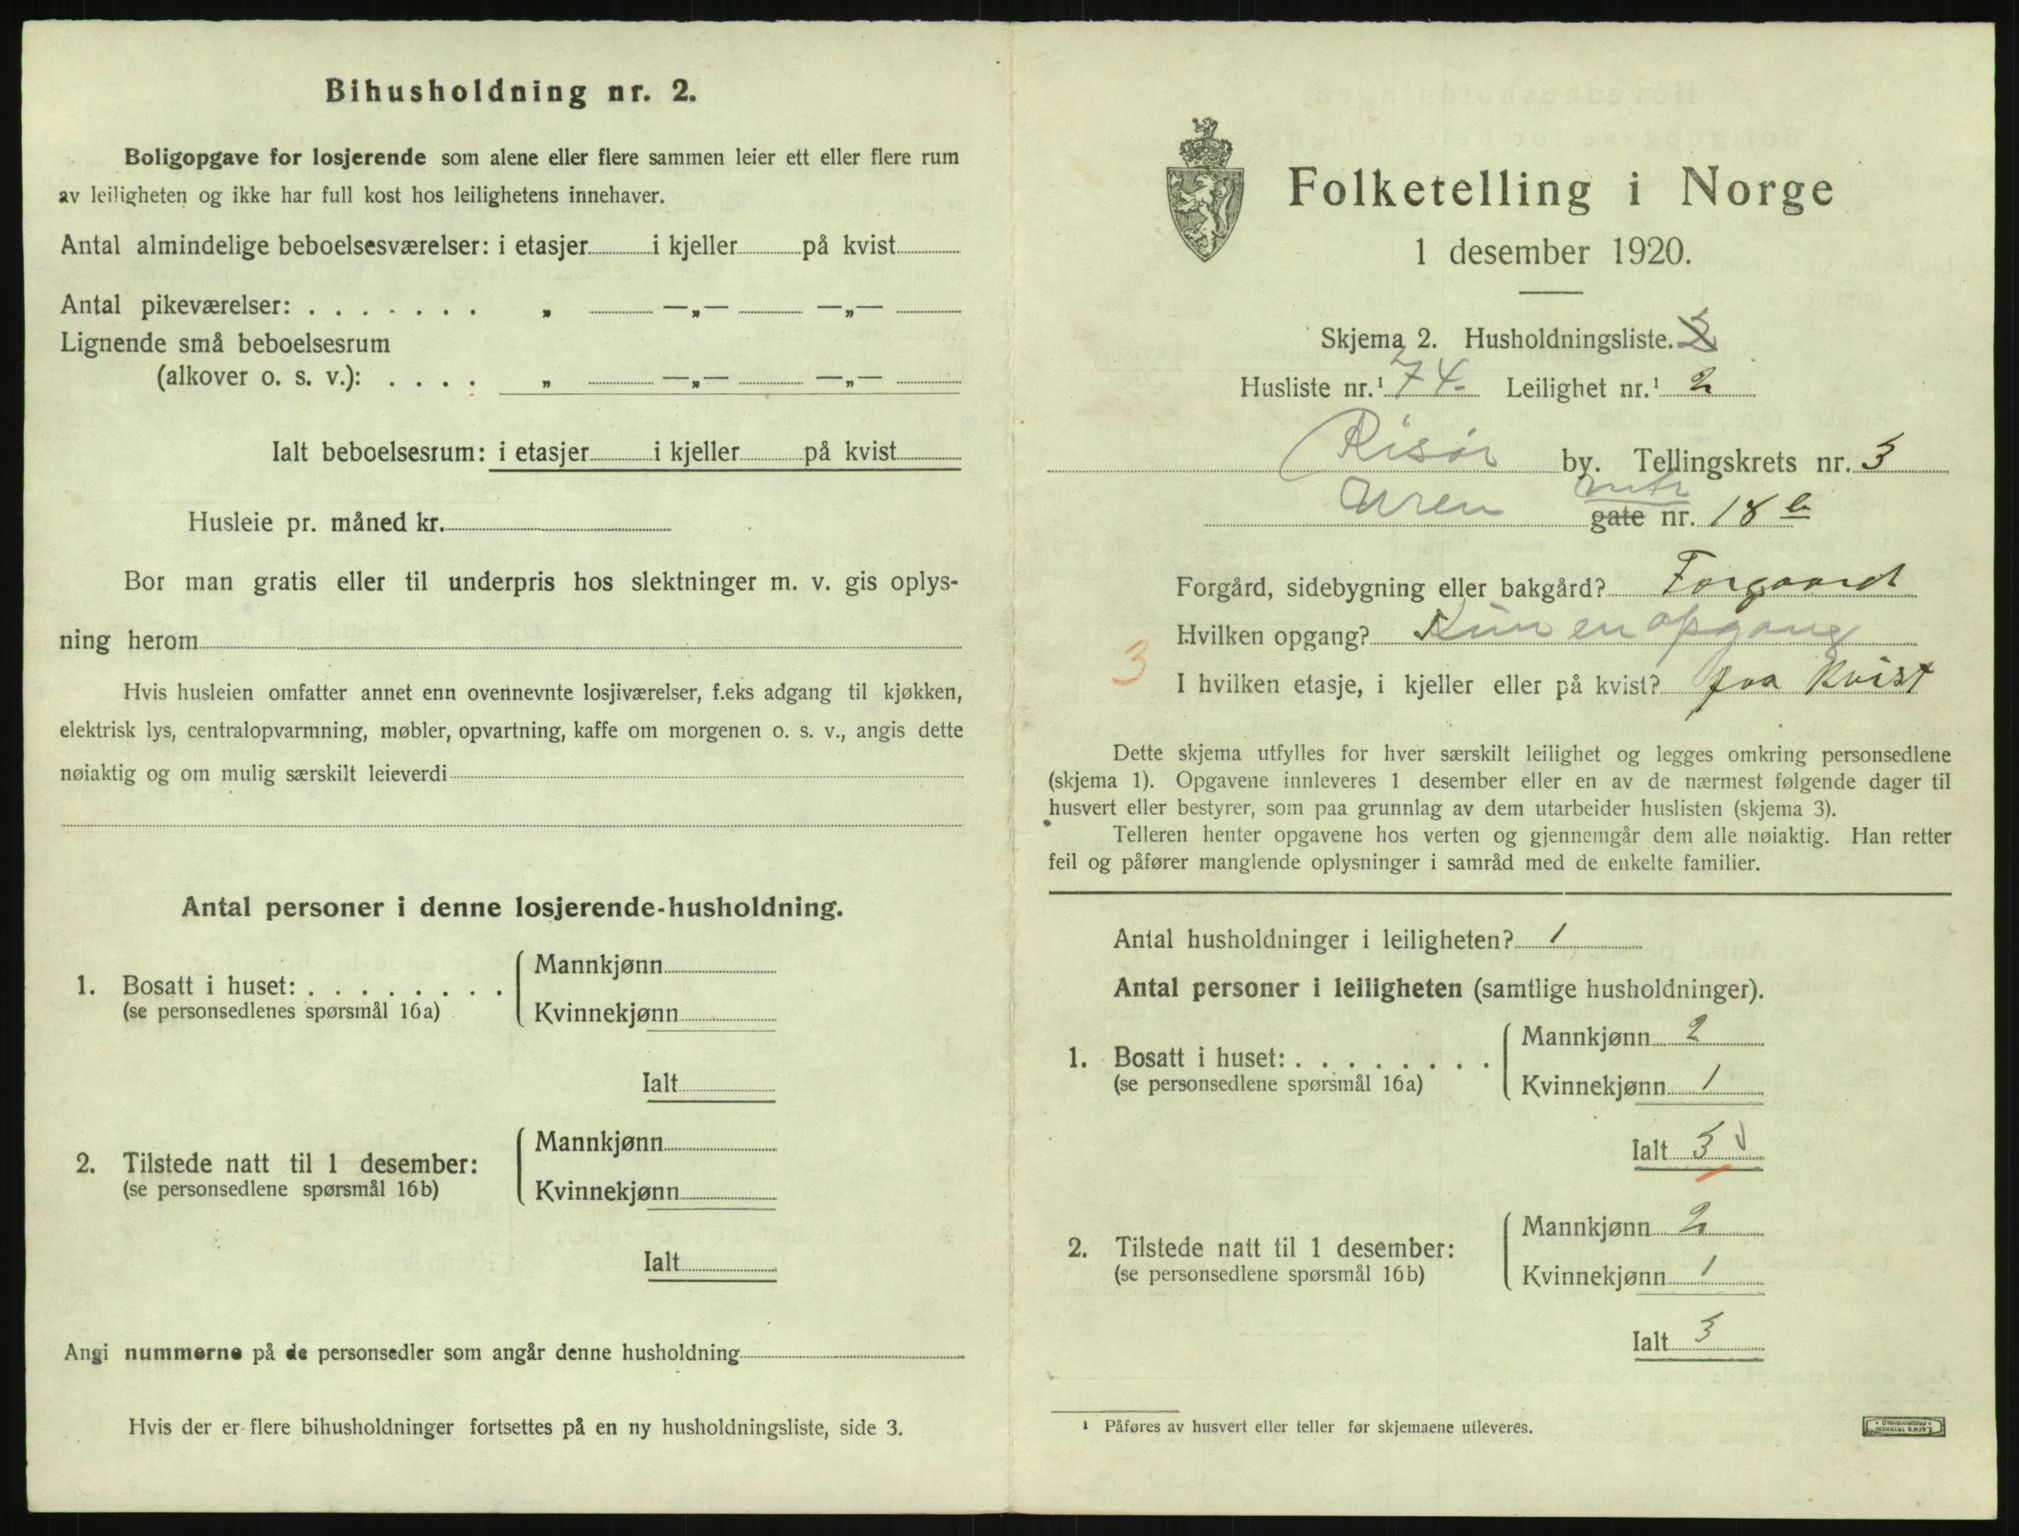 Bihusholdning nr. 2.
Boligopgave for losjerende som alene eller flere sammen leier ett eller flere rum
av leiligheten og ikke har full kost hos leilighetens innehaver.
Antal almindelige beboelsesværelser: i etasjer i kjeller på kvist
Antal pikeværelser: . . . . . . . „ —„— —„—
Lignende små beboelsesrum
(alkover o. s. v.): . . . . „ —„— —„—
Ialt beboelsesrum: i etasjer i kjeller på kvist
Husleie pr. måned kr.
Bor man gratis eller til underpris hos slektninger m. v. gis oplys-
ning herom
Hvis husleien omfatter annet enn ovennevnte losjiværelser, f.eks adgang til kjøkken,
elektrisk lys, centralopvarmning, møbler, opvartning, kaffe om morgenen o. s. v., angis dette
nøiaktig og om mulig særskilt leieverdi
Antal personer i denne losjerende-husholdning.
1. Bosatt i huset: . . . . . . . . Mannkjønn
(se personsedlenes spørsmål 16a) Kvinnekjønn
Ialt
2. Tilstede natt til 1 desember: Mannkjønn
(se personsedlene spørsmål 16b) Kvinnekjønn
Ialt
Angi nummerne på de personsedler som angår denne husholdning
Hvis der er flere bihusholdninger fortsettes på en ny husholdningsliste, side 3.
Folketelling i Norge
1 desember 1920.
Skjema 2. Husholdningsliste.
Husliste nr.¹ 74. Leilighet nr.¹ 2
Risør by. Tellingskrets nr. 3
Uren mtr
gate nr. 18 b
Forgård, sidebygning eller bakgård? Forgaard
Hvilken opgang? Kun en opgang
3
I hvilken etasje, i kjeller eller på kvist? paa Kvist
Dette skjema utfylles for hver særskilt leilighet og legges omkring personsedlene
(skjema 1). Opgavene innleveres 1 desember eller en av de nærmest følgende dager til
husvert eller bestyrer, som paa grunnlag av dem utarbeider huslisten (skjema 3).
Telleren henter opgavene hos verten og gjennemgår dem alle nøiaktig. Han retter
feil og påfører manglende oplysninger i samråd med de enkelte familier.
Antal husholdninger i leiligheten? 1
Antal personer i leiligheten (samtlige husholdninger).
1. Bosatt i huset: . . . . . . . . Mannkjønn 2
(se personsedlene spørsmål 16a) Kvinnekjønn 1
Ialt 3
2. Tilstede natt til 1 desember: Mannkjønn 2
(se personsedlene spørsmål 16b) Kvinnekjønn 1
Ialt 3
¹ Påføres av husvert eller teller før skjemaene utleveres.